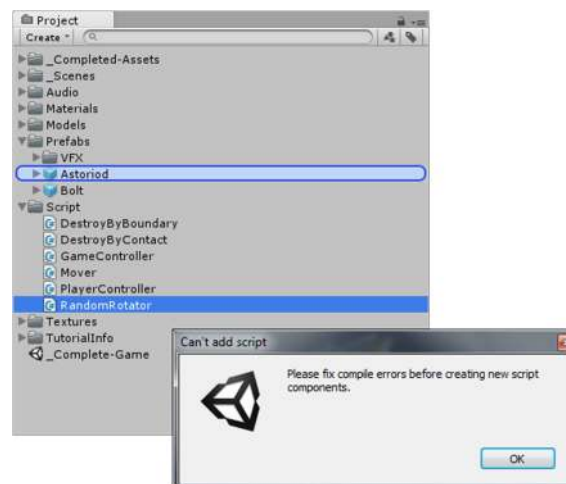 Project
Create
_Completed-Assets
_Scenes
Audio
Materials
Models
Prefabs
VFX
Astoriod
Bolt
Script
DestroyByBoundary
DestroyByContact
GameController
Mover
PlayerController
RandomRotator
Textures
TutorialInfo
_Complete-Game
Can't add script
Please fix compile errors before creating new script
components.
OK